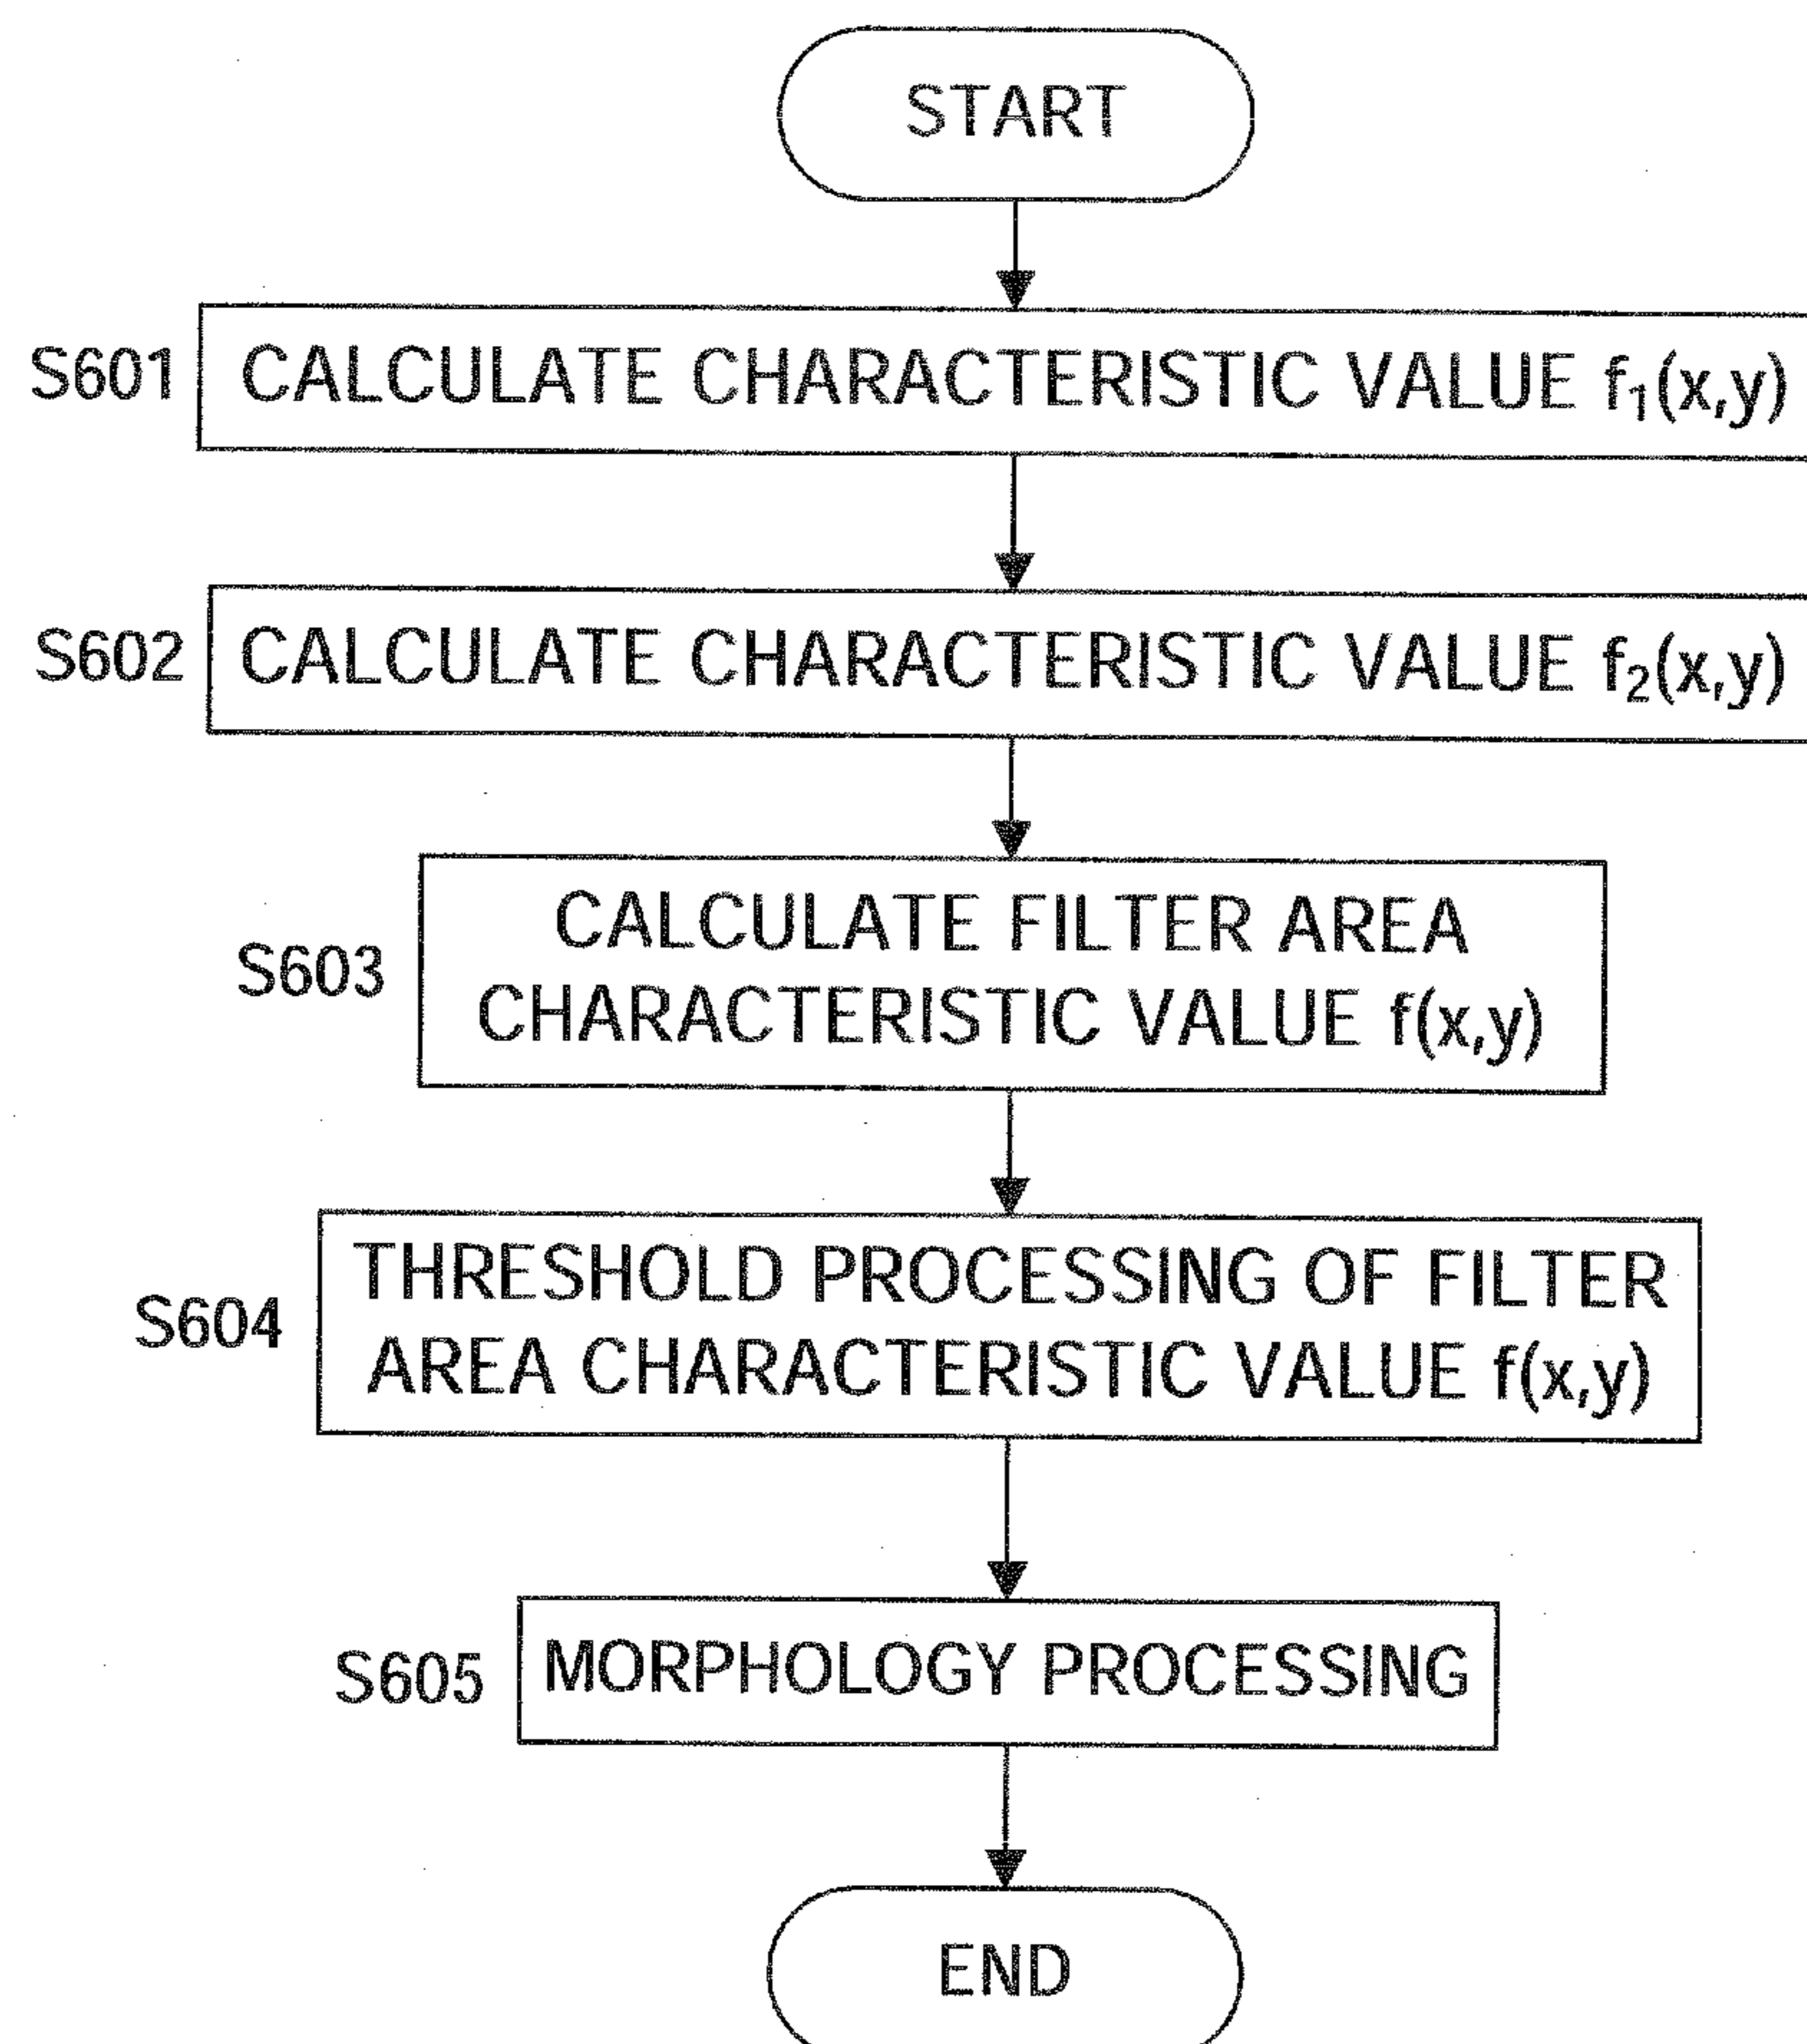 START
S601 CALCULATE CHARACTERISTIC VALUE f₁(x,y)
S602 CALCULATE CHARACTERISTIC VALUE f₂(x,y)
S603
CALCULATE FILTER AREA
CHARACTERISTIC VALUE f(x,y)
S604
THRESHOLD PROCESSING OF FILTER
AREA CHARACTERISTIC VALUE f(x,y)
S605 MORPHOLOGY PROCESSING
END